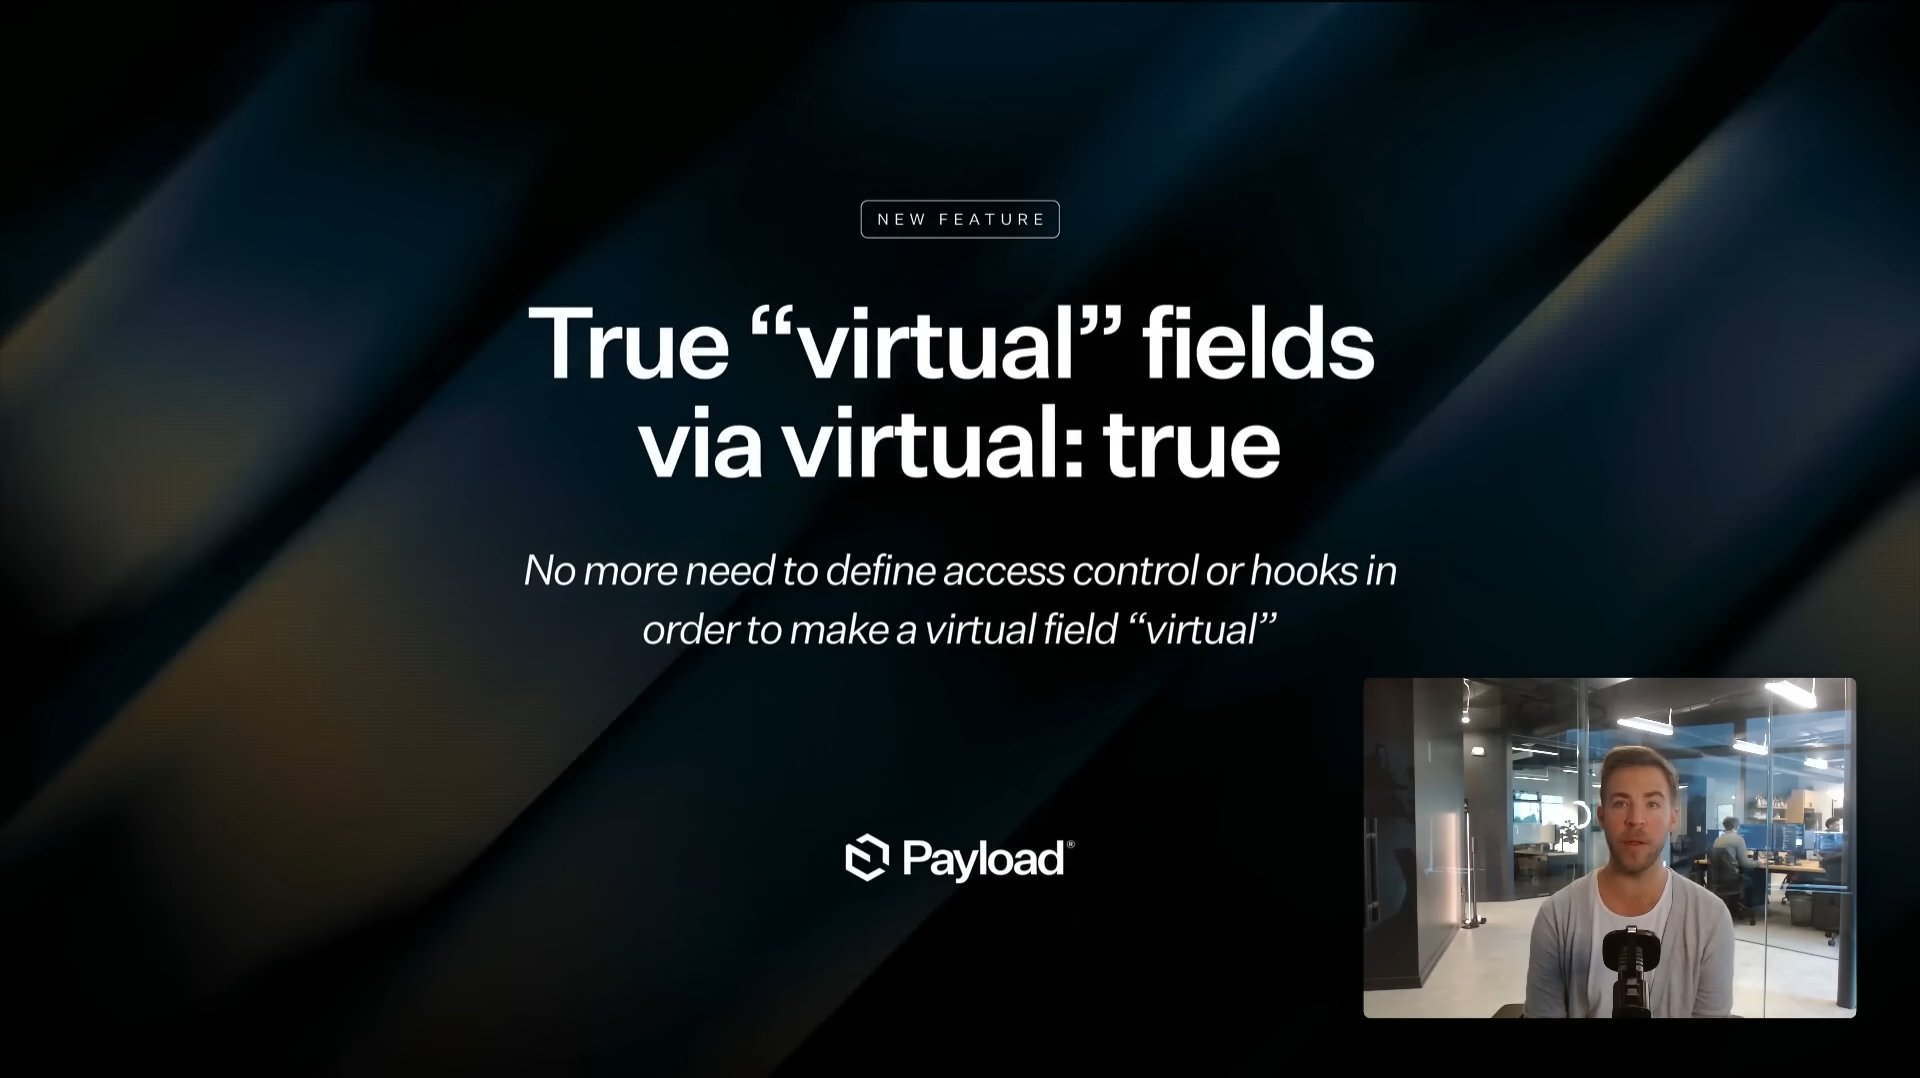 NEW FEATURE
True “virtual” fields
via virtual: true
No more need to define access control or hooks in
order to make a virtual field “virtual”
Payload®